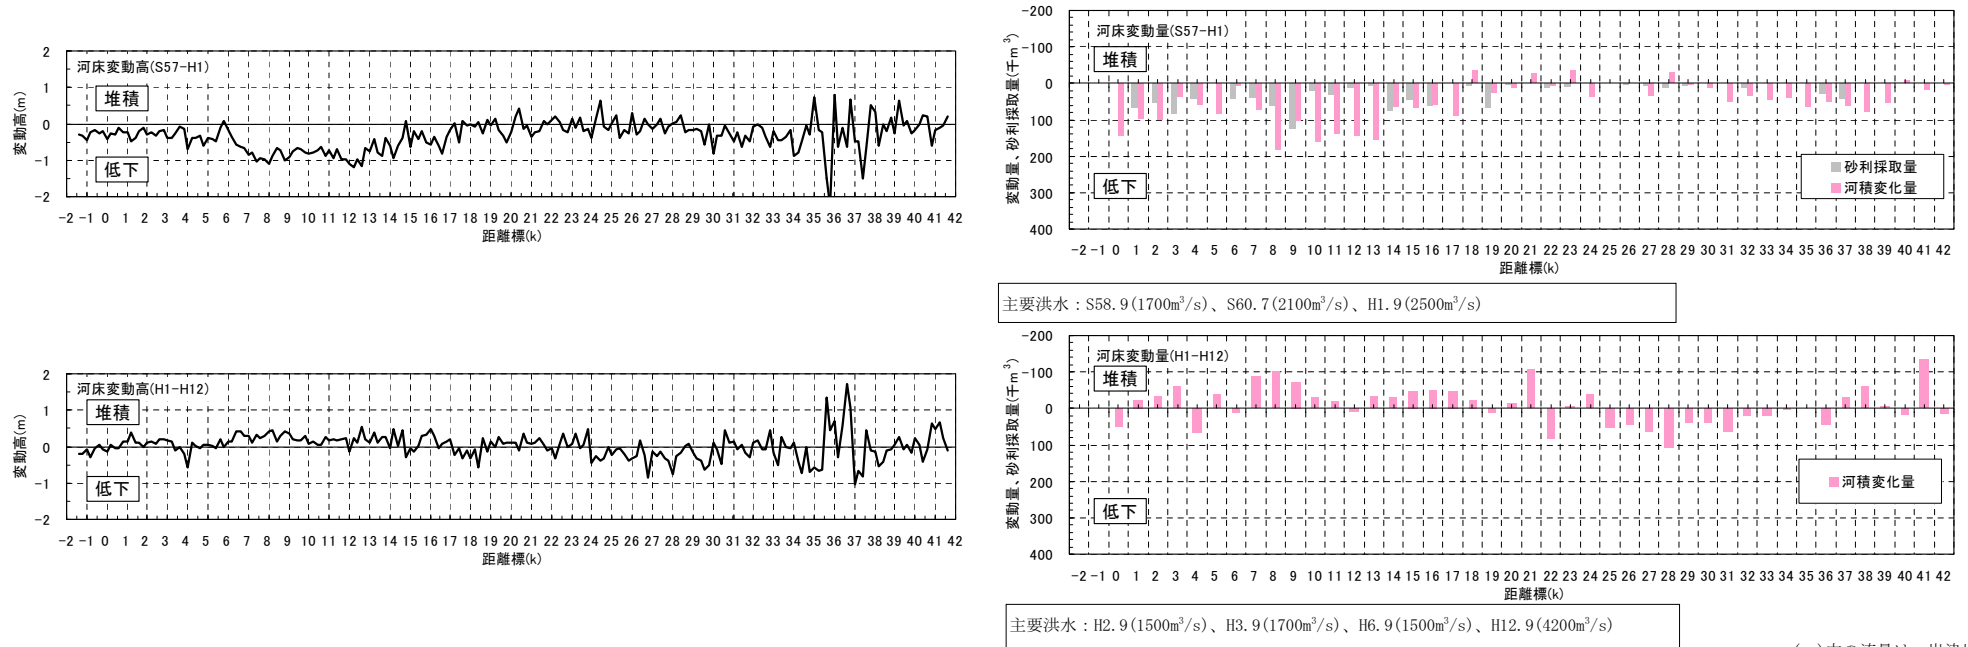 河床変動高(S57-H1)
堆積
低下
変動高(m)
2
1
0
-1
-2
-2 -1 0 1 2 3 4 5 6 7 8 9 10 11 12 13 14 15 16 17 18 19 20 21 22 23 24 25 26 27 28 29 30 31 32 33 34 35 36 37 38 39 40 41 42
距離標(k)
河床変動量(S57-H1)
堆積
低下
変動量、砂利採取量(千m³)
-200
-100
0
100
200
300
400
砂利採取量
河積変化量
-2 -1 0 1 2 3 4 5 6 7 8 9 10 11 12 13 14 15 16 17 18 19 20 21 22 23 24 25 26 27 28 29 30 31 32 33 34 35 36 37 38 39 40 41 42
距離標(k)
主要洪水：S58.9(1700m³/s)、S60.7(2100m³/s)、H1.9(2500m³/s)
河床変動高(H1-H12)
堆積
低下
変動高(m)
2
1
0
-1
-2
-2 -1 0 1 2 3 4 5 6 7 8 9 10 11 12 13 14 15 16 17 18 19 20 21 22 23 24 25 26 27 28 29 30 31 32 33 34 35 36 37 38 39 40 41 42
距離標(k)
河床変動量(H1-H12)
堆積
低下
変動量、砂利採取量(千m³)
-200
-100
0
100
200
300
400
河積変化量
-2 -1 0 1 2 3 4 5 6 7 8 9 10 11 12 13 14 15 16 17 18 19 20 21 22 23 24 25 26 27 28 29 30 31 32 33 34 35 36 37 38 39 40 41 42
距離標(k)
主要洪水：H2.9(1500m³/s)、H3.9(1700m³/s)、H6.9(1500m³/s)、H12.9(4200m³/s)